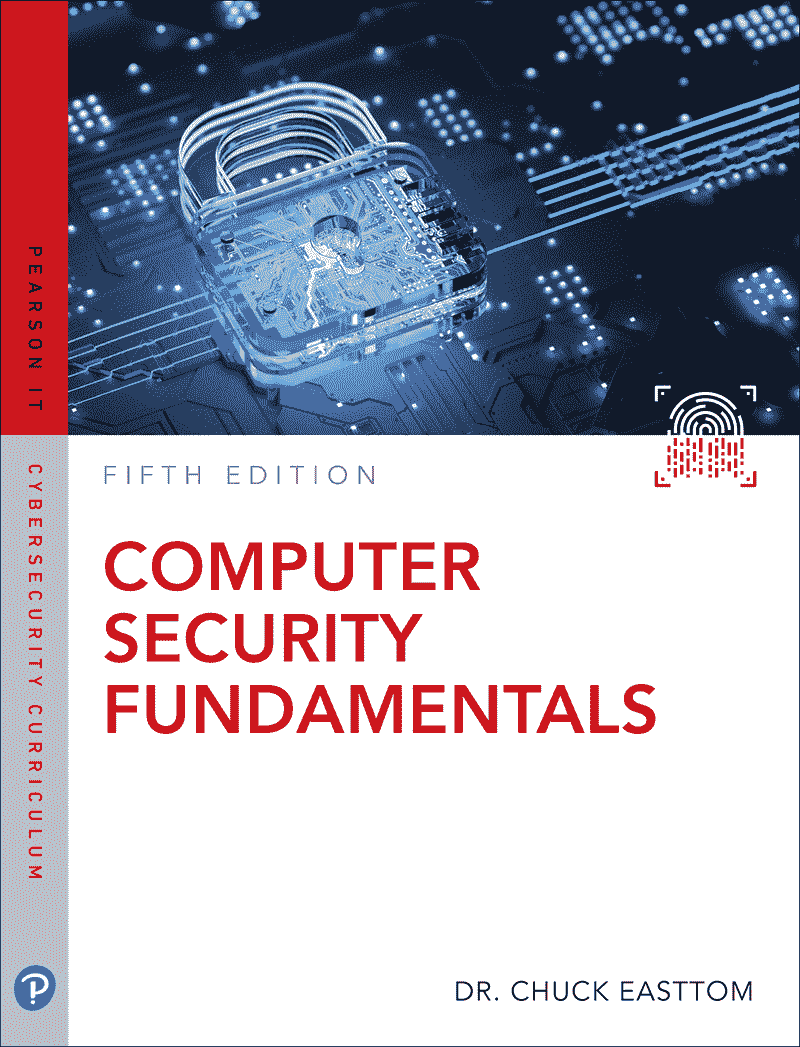 PEARSON IT
CYBERSECURITY CURRICULUM
FIFTH EDITION
COMPUTER
SECURITY
FUNDAMENTALS
DR. CHUCK EASTTOM
P